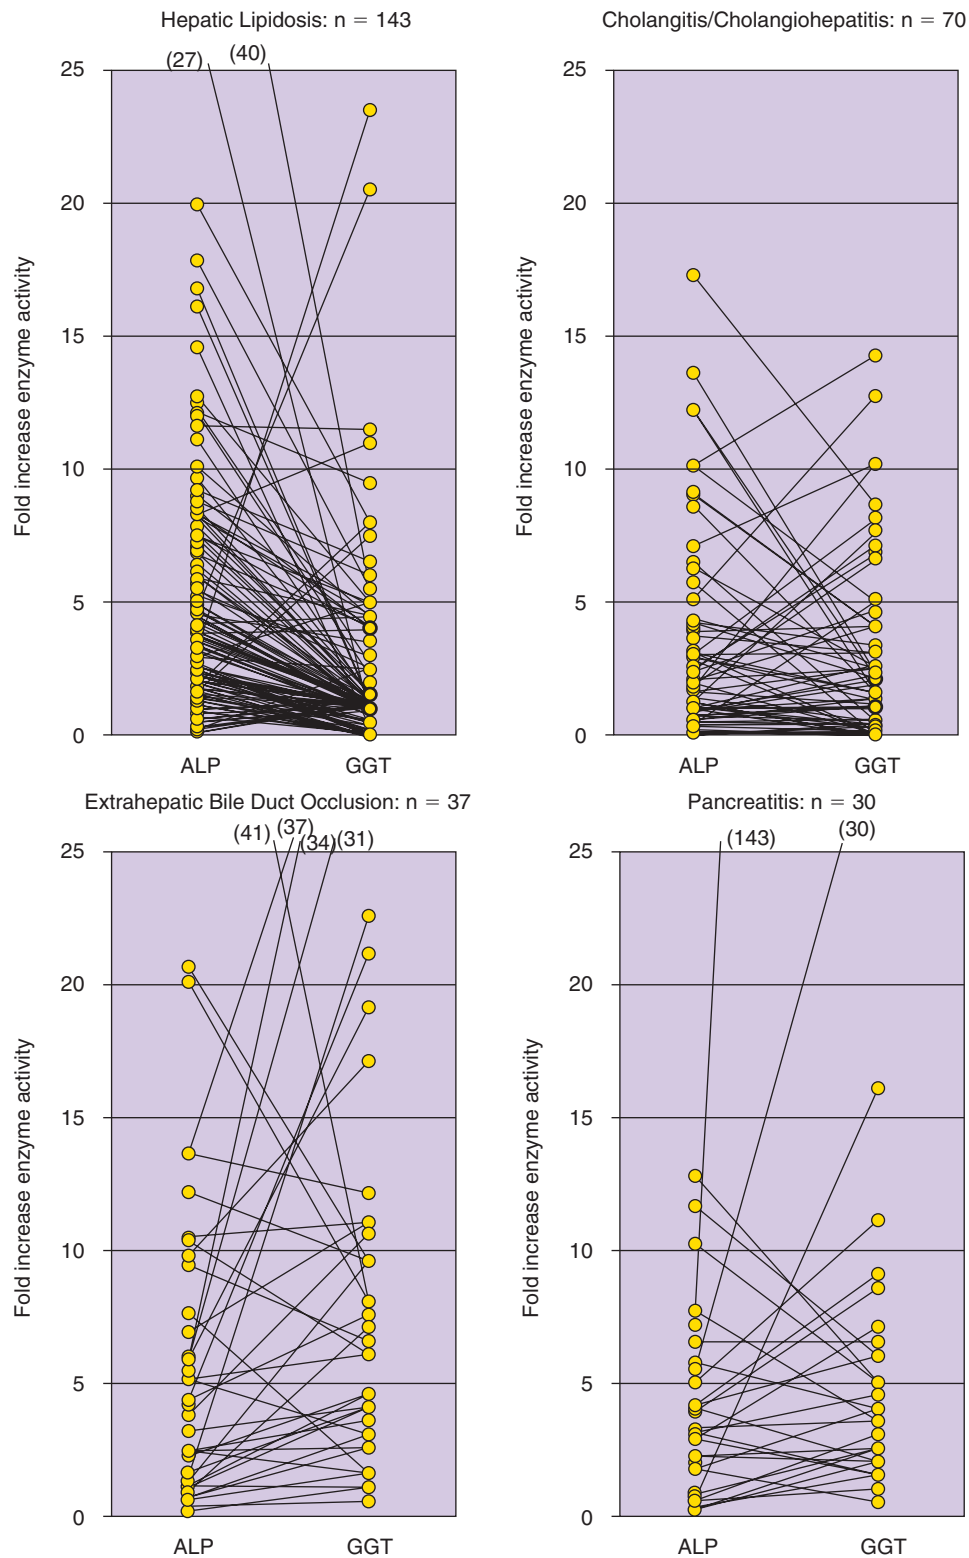 Hepatic Lipidosis: n = 143
(27)
(40)
25
20
15
10
5
0
Fold increase enzyme activity
ALP
GGT
Cholangitis/Cholangiohepatitis: n = 70
25
20
15
10
5
0
Fold increase enzyme activity
ALP
GGT
Extrahepatic Bile Duct Occlusion: n = 37
(41)
(37)
(34)
(31)
25
20
15
10
5
0
Fold increase enzyme activity
ALP
GGT
Pancreatitis: n = 30
(143)
(30)
25
20
15
10
5
0
Fold increase enzyme activity
ALP
GGT